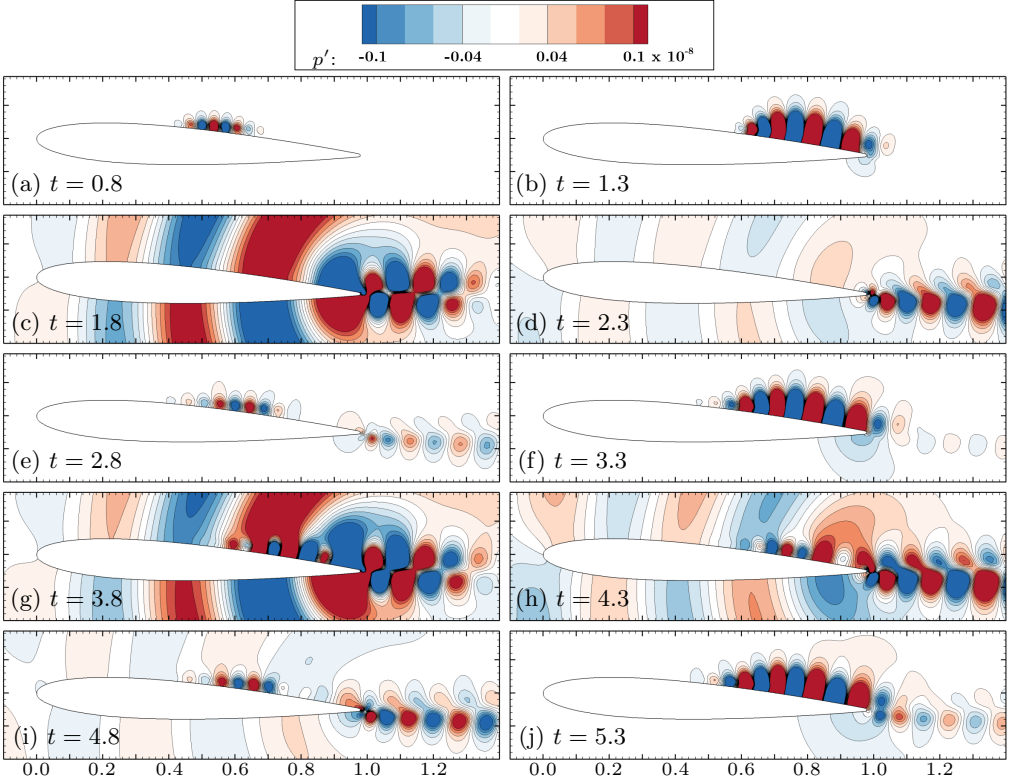 p′: -0.1 -0.04 0.04 0.1 x 10⁻⁸
(a) t = 0.8
(b) t = 1.3
(c) t = 1.8
(d) t = 2.3
(e) t = 2.8
(f) t = 3.3
(g) t = 3.8
(h) t = 4.3
(i) t = 4.8
(j) t = 5.3
0.0 0.2 0.4 0.6 0.8 1.0 1.2
0.0 0.2 0.4 0.6 0.8 1.0 1.2